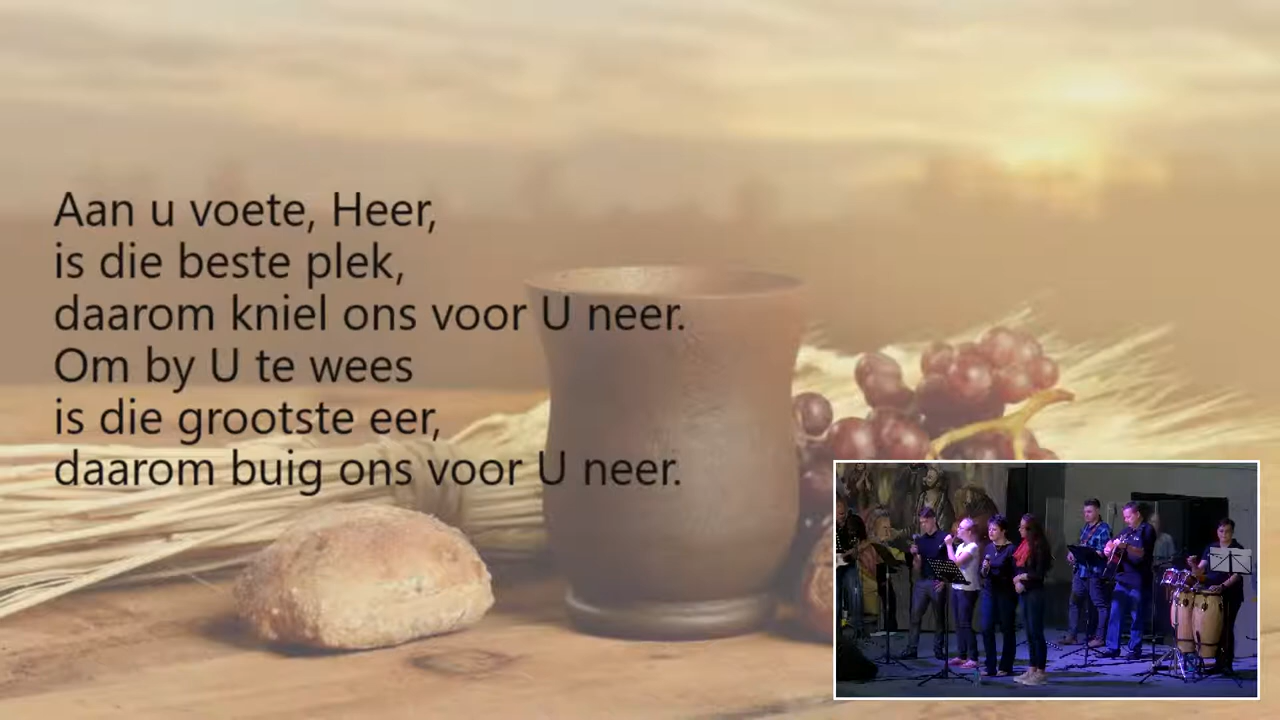 Aan u voete, Heer,
is die beste plek,
daarom kniel ons voor U neer.
Om by U te wees
is die grootste eer,
daarom buig ons voor U neer.